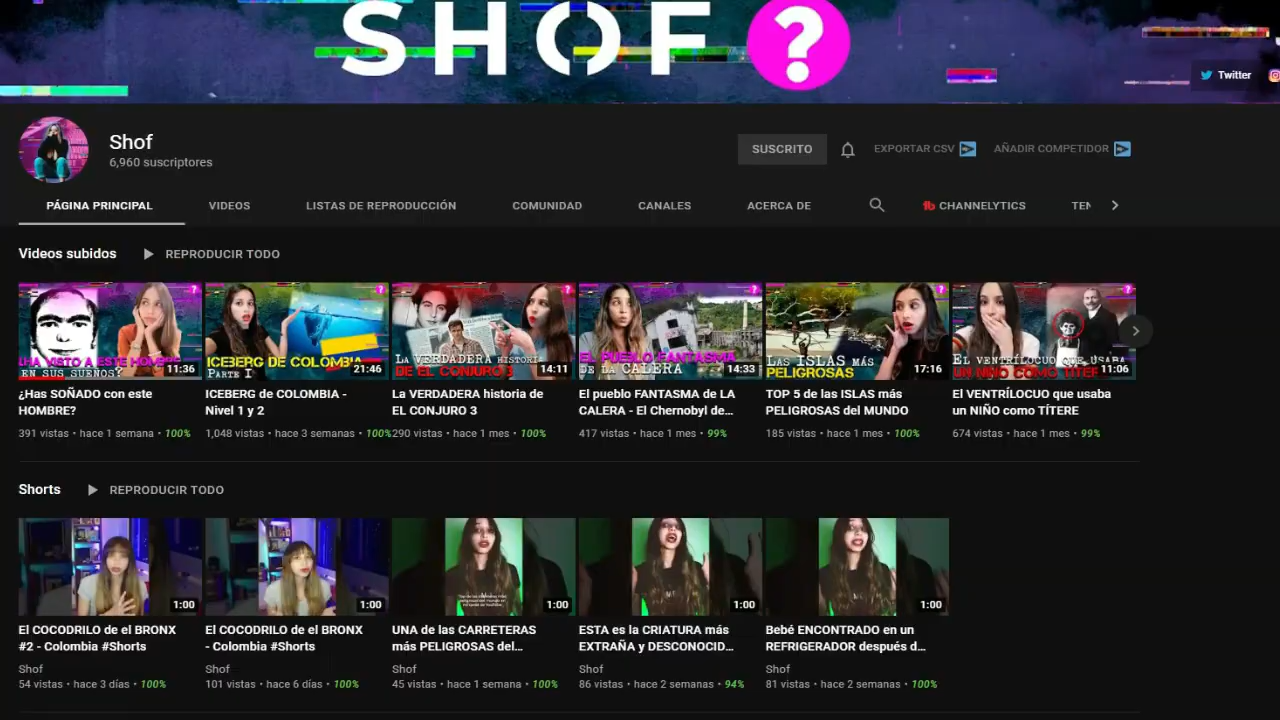 SHOF?
Twitter
Shof
6,960 suscriptores
SUSCRITO
EXPORTAR CSV
AÑADIR COMPETIDOR
PÁGINA PRINCIPAL
VIDEOS
LISTAS DE REPRODUCCIÓN
COMUNIDAD
CANALES
ACERCA DE
CHANNELYTICS
Videos subidos
REPRODUCIR TODO
¿HA VISTO A ESTE HOMBRE
EN SUS SUEÑOS?
11:36
¿Has SOÑADO con este
HOMBRE?
391 vistas • hace 1 semana • 100%
ICEBERG DE COLOMBIA
PARTE I
21:46
ICEBERG de COLOMBIA -
Nivel 1 y 2
1,048 vistas • hace 3 semanas • 100%
LA VERDADERA HISTORIA
DE EL CONJURO 3
14:11
La VERDADERA historia de
EL CONJURO 3
290 vistas • hace 1 mes • 100%
EL PUEBLO FANTASMA
DE LA CALERA
14:33
El pueblo FANTASMA de LA
CALERA - El Chernobyl de...
417 vistas • hace 1 mes • 99%
LAS ISLAS MÁS
PELIGROSAS
17:16
TOP 5 de las ISLAS más
PELIGROSAS del MUNDO
185 vistas • hace 1 mes • 100%
EL VENTRÍLOCUO QUE USABA
UN NIÑO COMO TÍTERE
11:06
El VENTRÍLOCUO que usaba
un NIÑO como TÍTERE
674 vistas • hace 1 mes • 99%
Shorts
REPRODUCIR TODO
1:00
El COCODRILO de el BRONX
#2 - Colombia #Shorts
Shof
54 vistas • hace 3 días • 100%
1:00
El COCODRILO de el BRONX
- Colombia #Shorts
Shof
101 vistas • hace 6 días • 100%
1:00
UNA de las CARRETERAS
más PELIGROSAS del...
Shof
45 vistas • hace 1 semana • 100%
1:00
ESTA es la CRIATURA más
EXTRAÑA y DESCONOCID...
Shof
86 vistas • hace 2 semanas • 94%
1:00
Bebé ENCONTRADO en un
REFRIGERADOR después d...
Shof
81 vistas • hace 2 semanas • 100%